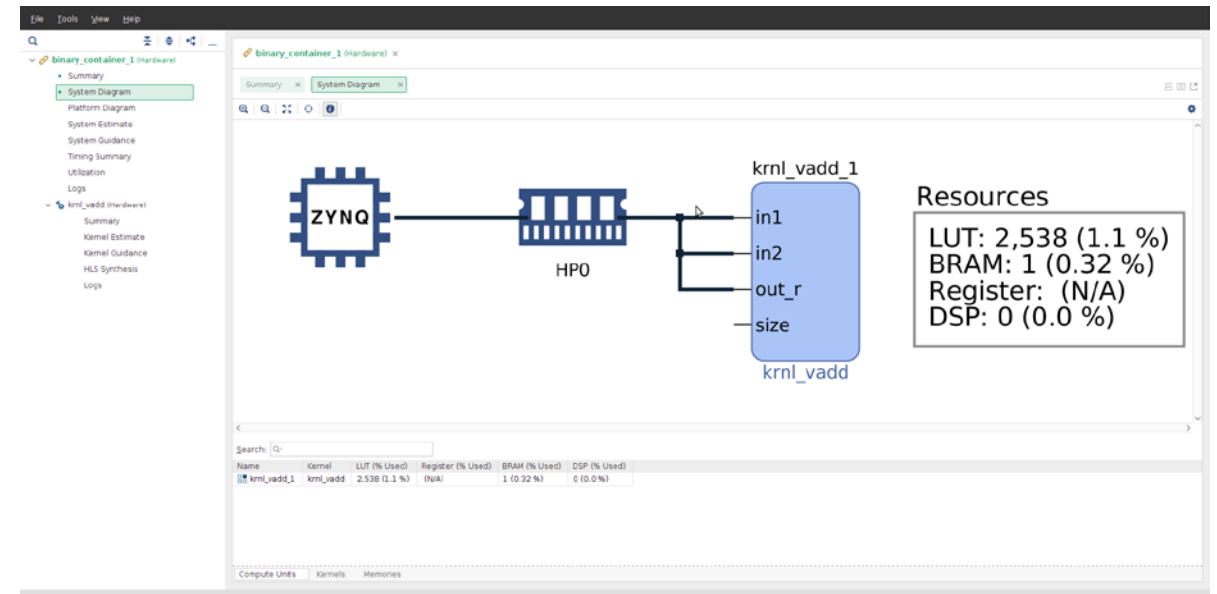 File Tools View Help
binary_container_1 (Hardware)
Summary
System Diagram
Platform Diagram
System Estimate
System Guidance
Timing Summary
Utilization
Logs
krnl_vadd (Hardware)
Summary
Kernel Estimate
Kernel Guidance
HLS Synthesis
Logs
binary_container_1 (Hardware)
Summary System Diagram
ZYNQ
HP0
krnl_vadd_1
in1
in2
out_r
size
krnl_vadd
Resources
LUT: 2,538 (1.1 %)
BRAM: 1 (0.32 %)
Register: (N/A)
DSP: 0 (0.0 %)
Search:
Name Kernel LUT (% Used) Register (% Used) BRAM (% Used) DSP (% Used)
krnl_vadd_1 krnl_vadd 2,538 (1.1 %) (N/A) 1 (0.32 %) 0 (0.0 %)
Compute Units Kernels Memories